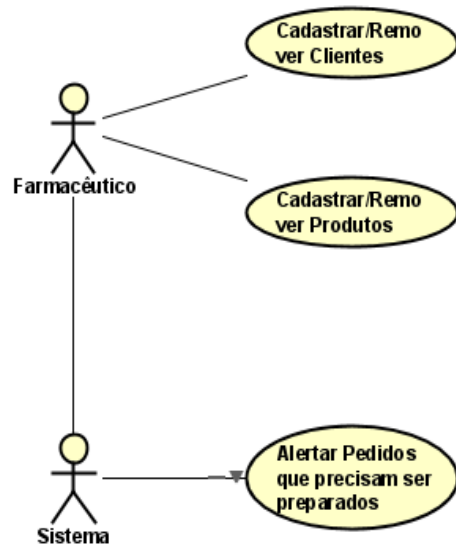 Cadastrar/Remo
ver Clientes
Farmacêutico
Cadastrar/Remo
ver Produtos
Alertar Pedidos
que precisam ser
preparados
Sistema